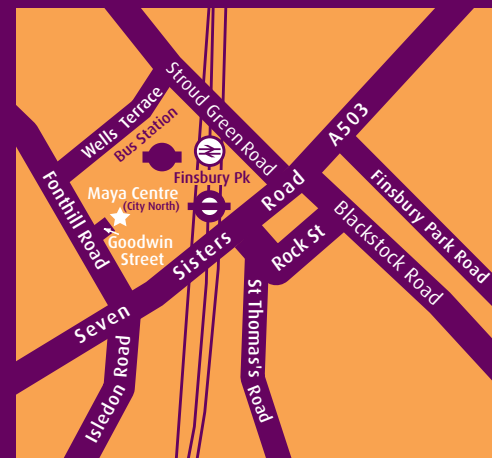 Stroud Green Road
Wells Terrace
Bus Station
A503
Finsbury Pk
Finsbury Park Road
Fonthill Road
Maya Centre
(City North)
Goodwin
Street
Seven Sisters Road
Rock St
Blackstock Road
St Thomas's Road
Isledon Road